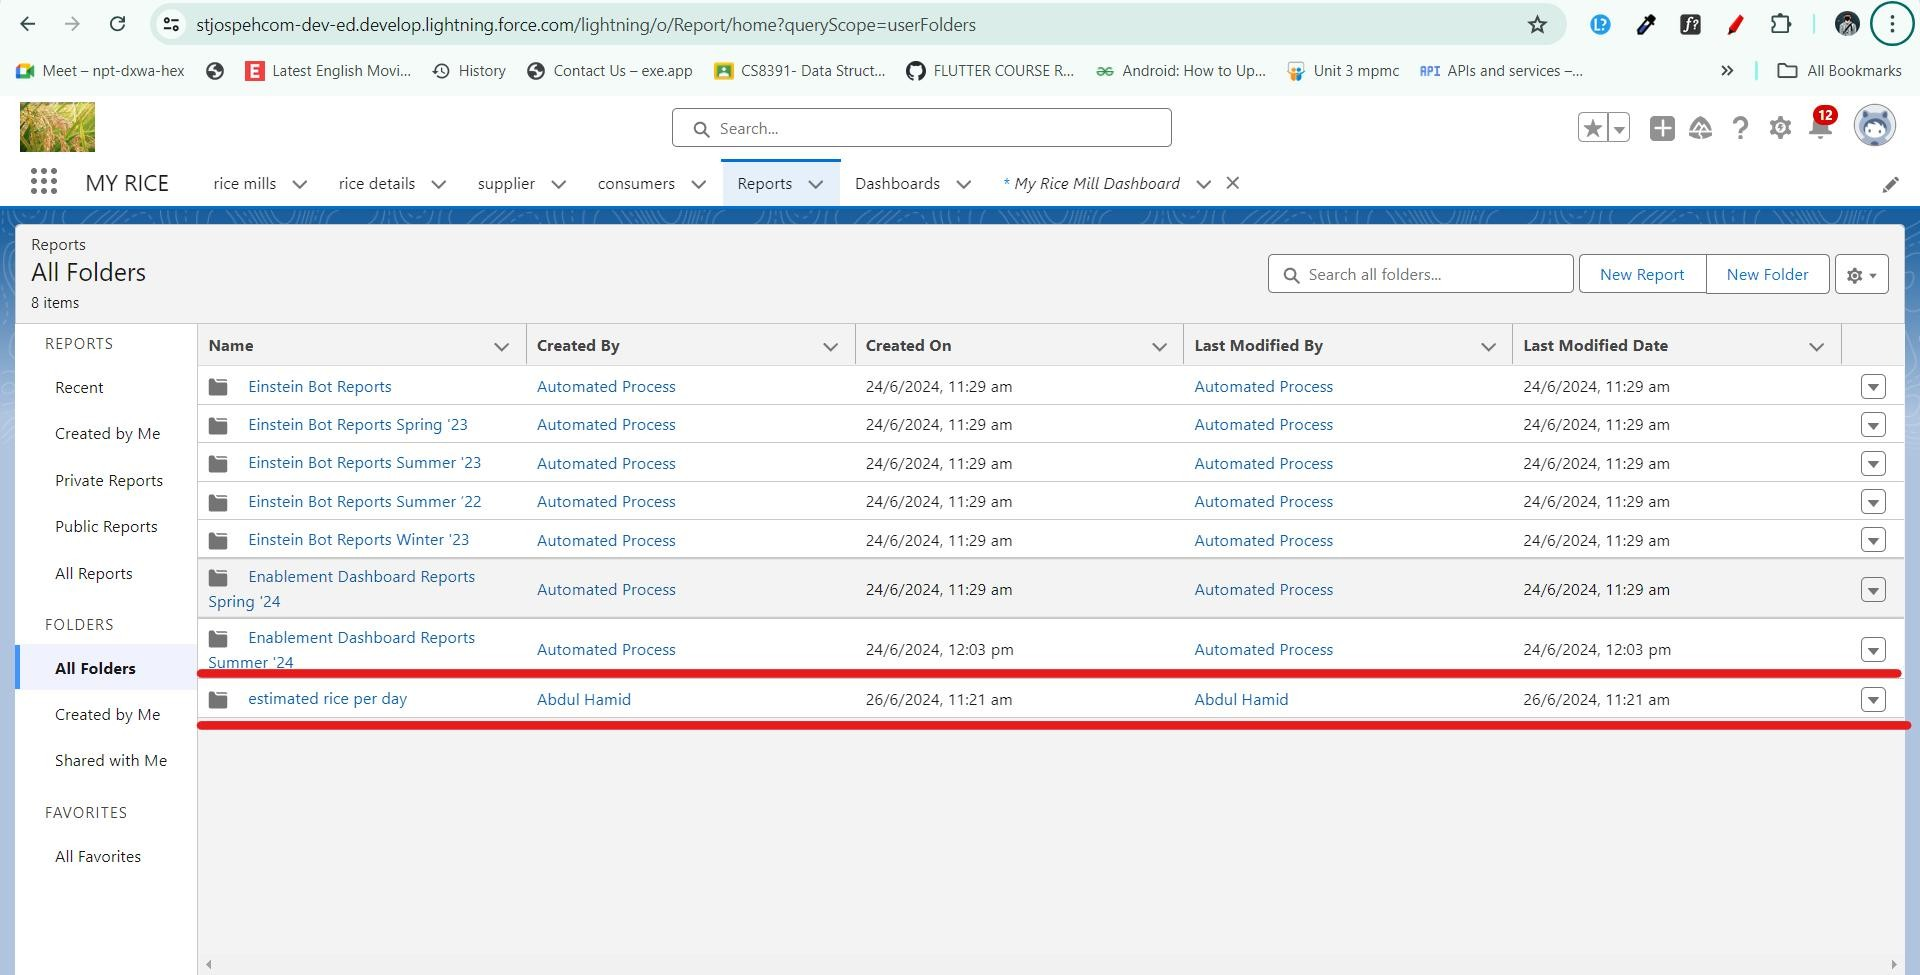 stjospehcom-dev-ed.develop.lightning.force.com/lightning/o/Report/home?queryScope=userFolders
Meet – npt-dxwa-hex
Latest English Movi...
History
Contact Us – exe.app
CS8391- Data Struct...
FLUTTER COURSE R...
Android: How to Up...
Unit 3 mpmc
API APIs and services –...
All Bookmarks
Search...
12
MY RICE
rice mills
rice details
supplier
consumers
Reports
Dashboards
* My Rice Mill Dashboard
Reports
All Folders
8 items
Search all folders...
New Report
New Folder
REPORTS
Recent
Created by Me
Private Reports
Public Reports
All Reports
FOLDERS
All Folders
Created by Me
Shared with Me
FAVORITES
All Favorites
Name Created By Created On Last Modified By Last Modified Date
Einstein Bot Reports Automated Process 24/6/2024, 11:29 am Automated Process 24/6/2024, 11:29 am
Einstein Bot Reports Spring '23 Automated Process 24/6/2024, 11:29 am Automated Process 24/6/2024, 11:29 am
Einstein Bot Reports Summer '23 Automated Process 24/6/2024, 11:29 am Automated Process 24/6/2024, 11:29 am
Einstein Bot Reports Summer '22 Automated Process 24/6/2024, 11:29 am Automated Process 24/6/2024, 11:29 am
Einstein Bot Reports Winter '23 Automated Process 24/6/2024, 11:29 am Automated Process 24/6/2024, 11:29 am
Enablement Dashboard Reports
Spring '24 Automated Process 24/6/2024, 11:29 am Automated Process 24/6/2024, 11:29 am
Enablement Dashboard Reports
Summer '24 Automated Process 24/6/2024, 12:03 pm Automated Process 24/6/2024, 12:03 pm
estimated rice per day Abdul Hamid 26/6/2024, 11:21 am Abdul Hamid 26/6/2024, 11:21 am